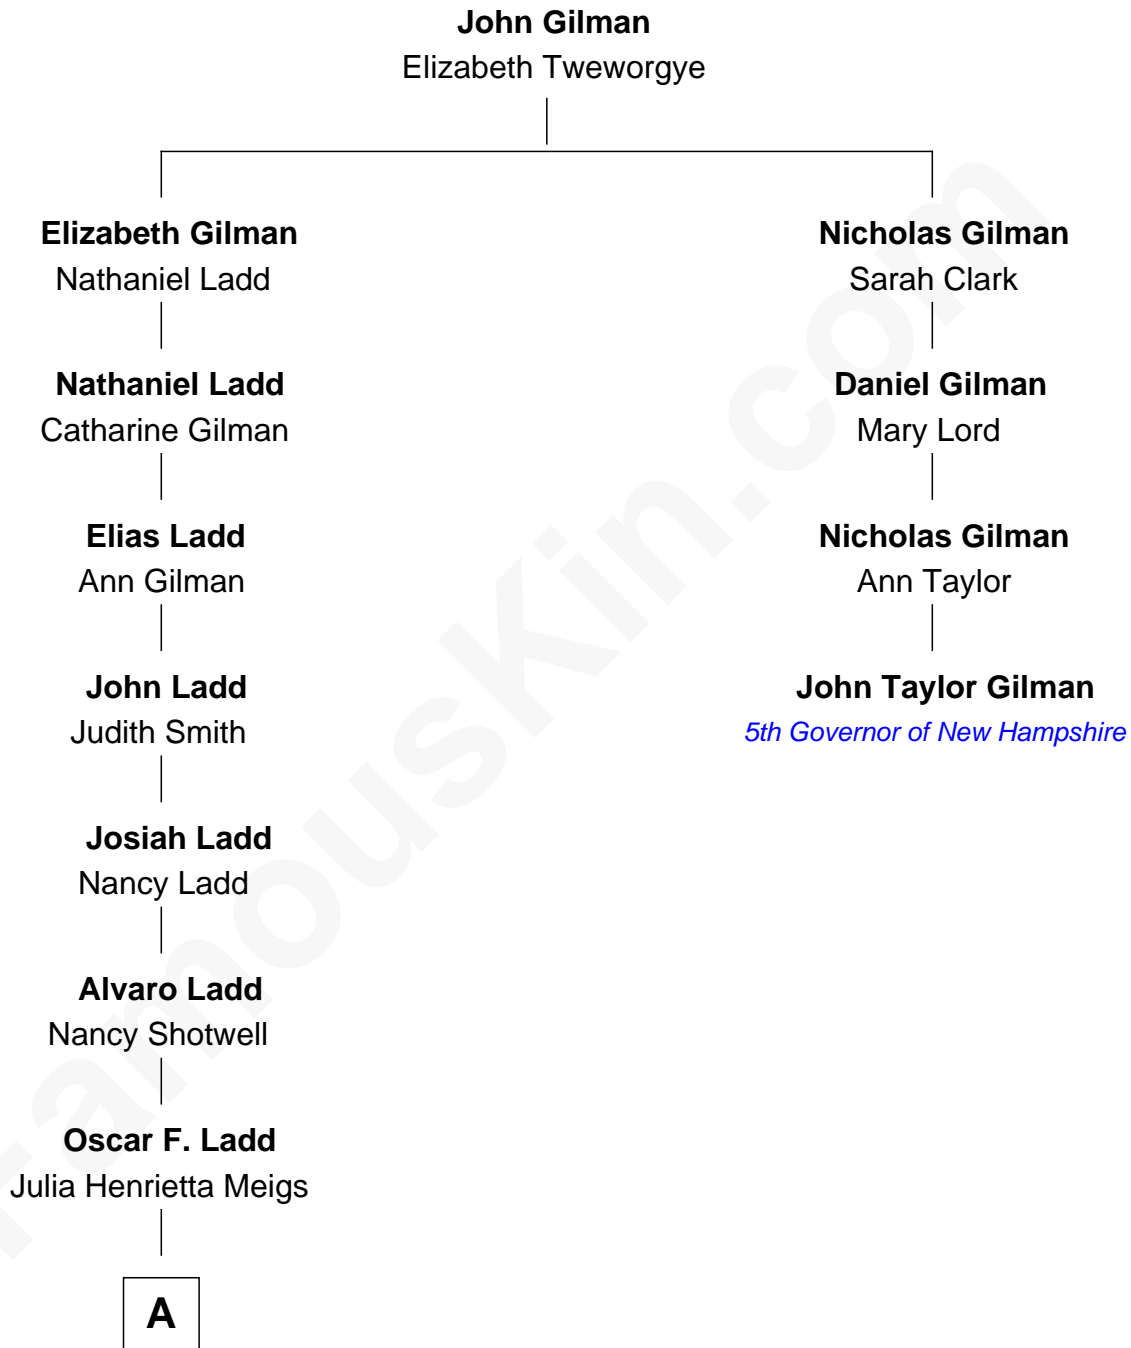 John Gilman
Elizabeth Tweworgye
Elizabeth Gilman
Nathaniel Ladd
Nathaniel Ladd
Catharine Gilman
Elias Ladd
Ann Gilman
John Ladd
Judith Smith
Josiah Ladd
Nancy Ladd
Alvaro Ladd
Nancy Shotwell
Oscar F. Ladd
Julia Henrietta Meigs
A
Nicholas Gilman
Sarah Clark
Daniel Gilman
Mary Lord
Nicholas Gilman
Ann Taylor
John Taylor Gilman
5th Governor of New Hampshire
FamousKin.com